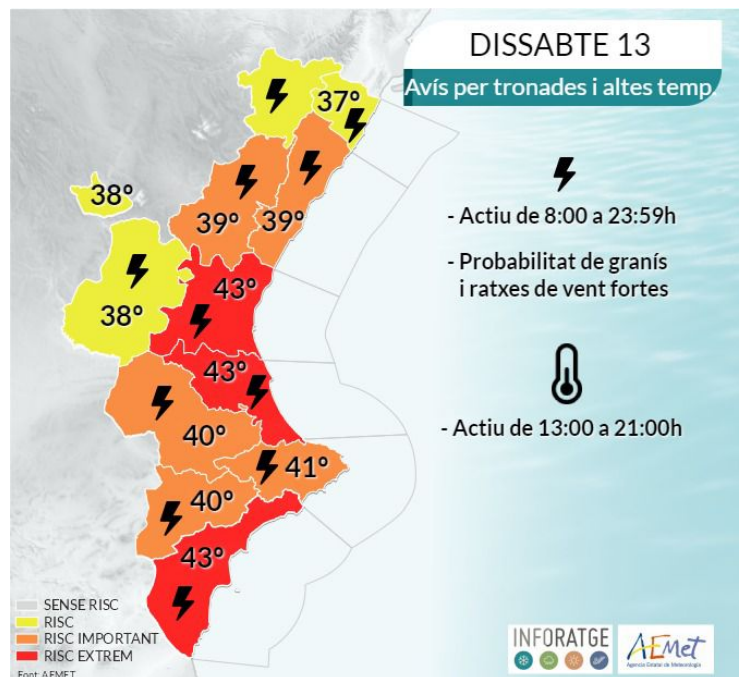 DISSABTE 13
Avís per tronades i altes temp.
37º
38º
39º
39º
43º
38º
43º
40º
41º
40º
43º
- Actiu de 8:00 a 23:59h
- Probabilitat de granís
i ratxes de vent fortes
- Actiu de 13:00 a 21:00h
SENSE RISC
RISC
RISC IMPORTANT
RISC EXTREM
Font: AEMET
INFORATGE
AEMet
Agencia Estatal de Meteorología